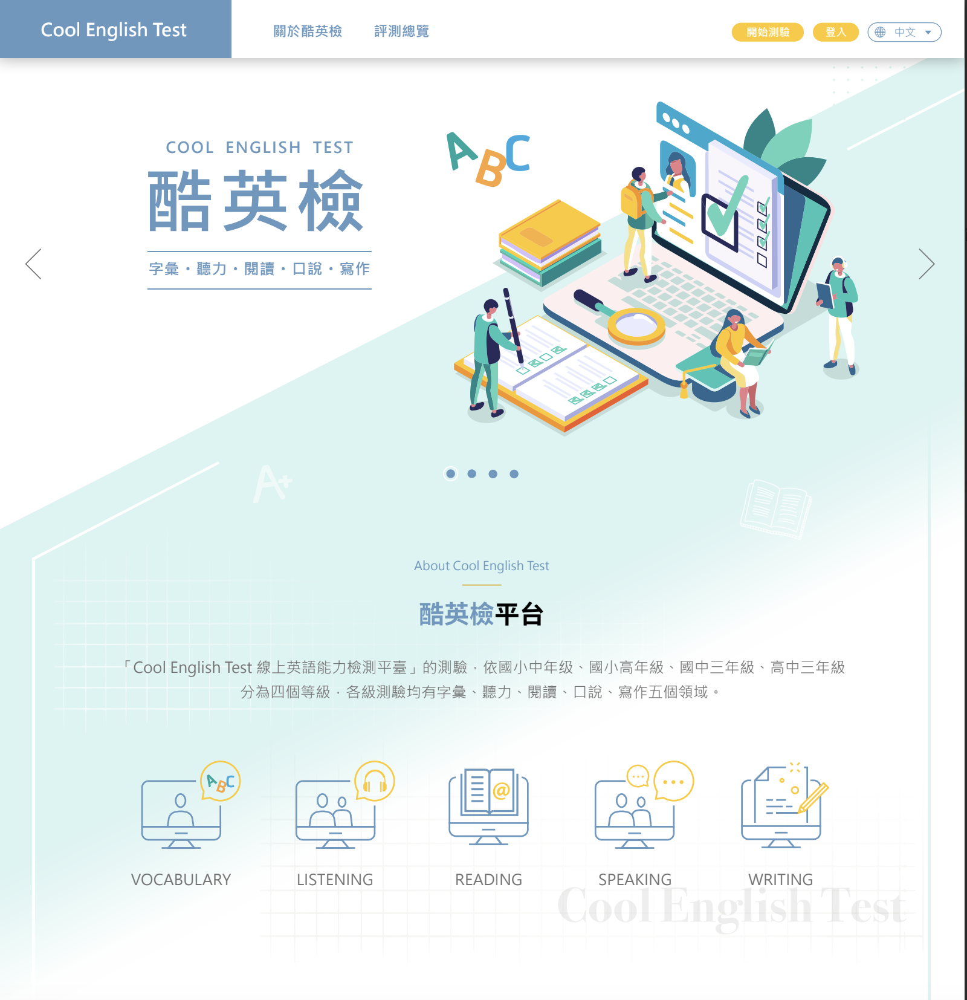 Cool English Test
關於酷英檢
評測總覽
開始測驗
登入
中文
COOL ENGLISH TEST
酷英檢
字彙・聽力・閱讀・口說・寫作
ABC
A+
About Cool English Test
酷英檢平台
「Cool English Test 線上英語能力檢測平臺」的測驗，依國小中年级、國小高年級、國中三年級、高中三年級
分為四個等級，各級測驗均有字彙、聽力、閱讀、口說、寫作五個領域。
ABC
@
VOCABULARY
LISTENING
READING
SPEAKING
WRITING
Cool English Test